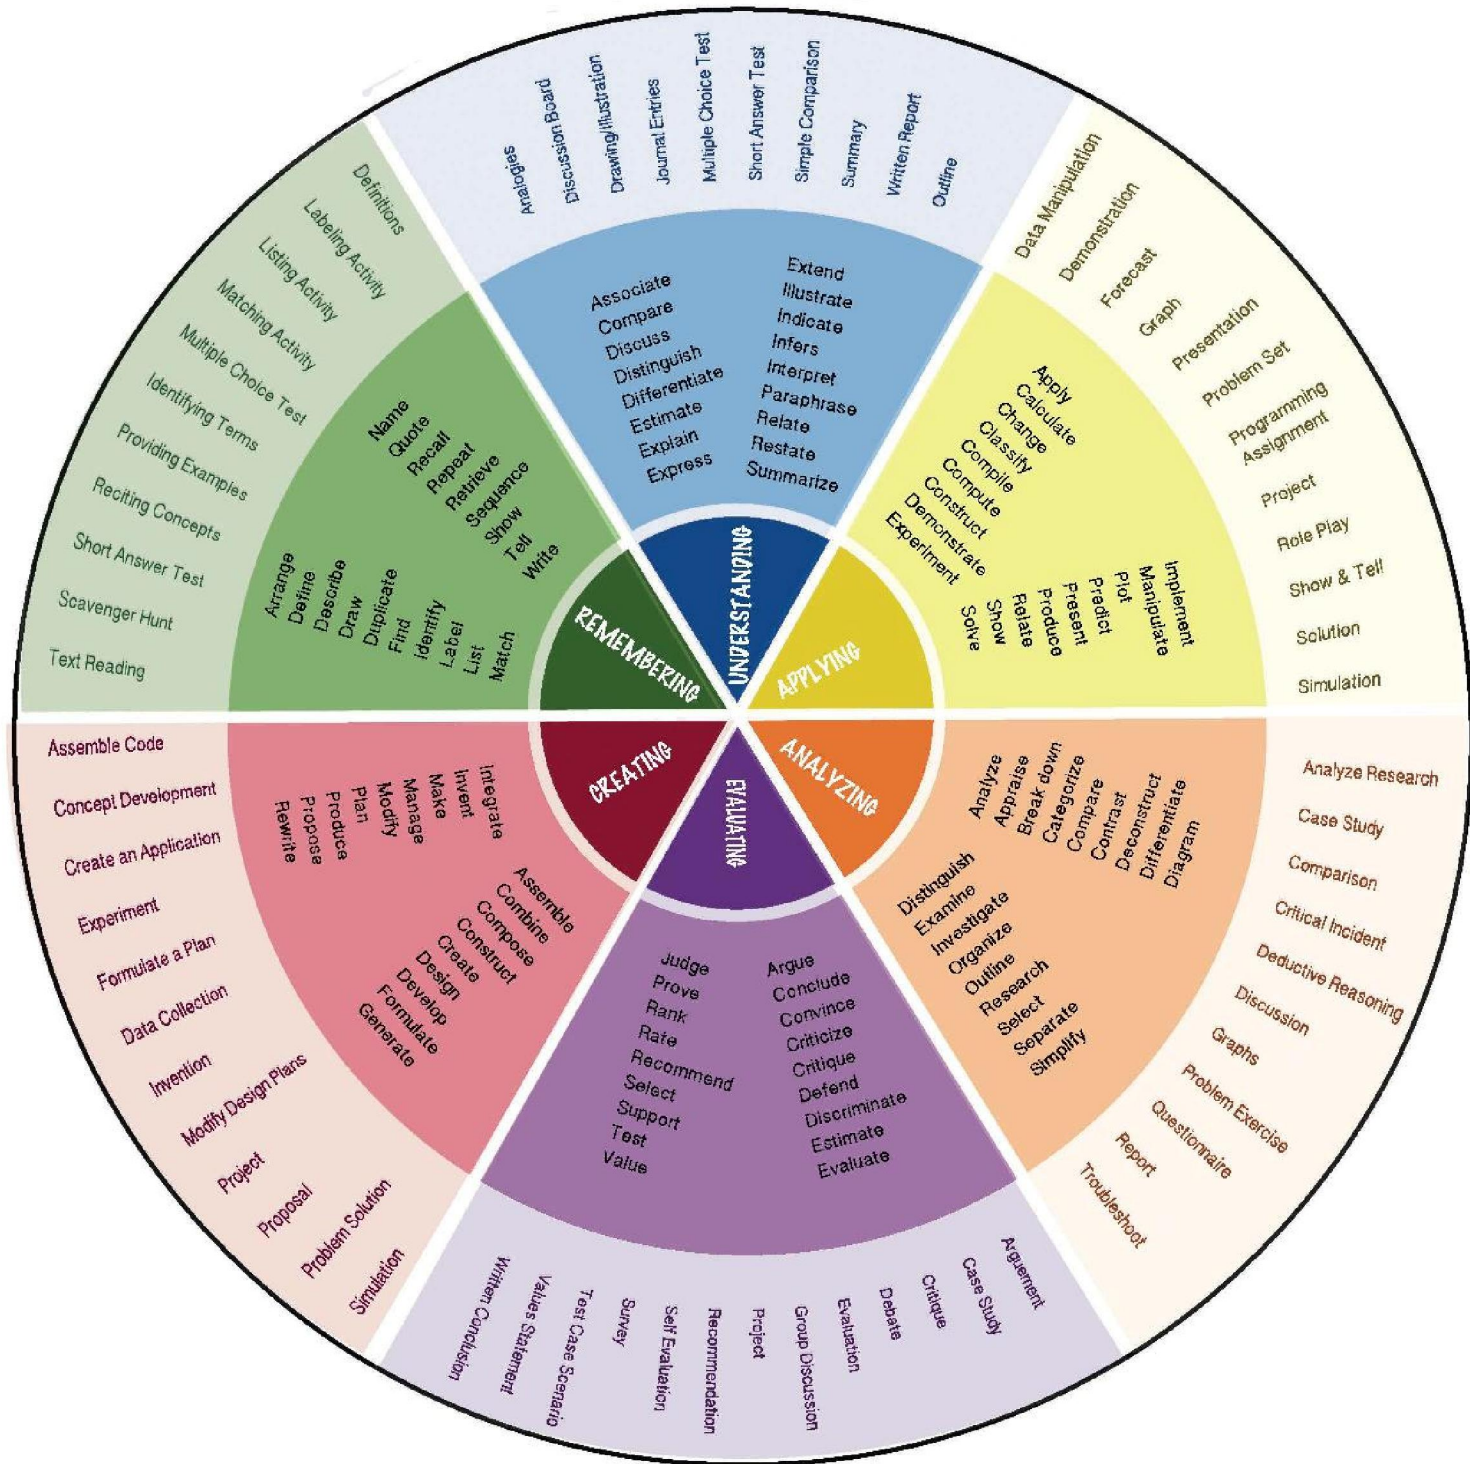 REMEMBERING
Name
Quote
Recall
Repeat
Retrieve
Sequence
Show
Tell
Write
Arrange
Define
Describe
Draw
Duplicate
Find
Identify
Label
List
Match
Definitions
Labeling Activity
Listing Activity
Matching Activity
Multiple Choice Test
Identifying Terms
Providing Examples
Reciting Concepts
Short Answer Test
Scavenger Hunt
Text Reading
UNDERSTANDING
Associate
Compare
Discuss
Distinguish
Differentiate
Estimate
Explain
Express
Extend
Illustrate
Indicate
Infers
Interpret
Paraphrase
Relate
Restate
Summarize
Analogies
Discussion Board
Drawing/Illustration
Journal Entries
Multiple Choice Test
Short Answer Test
Simple Comparison
Summary
Written Report
Outline
APPLYING
Apply
Calculate
Change
Classify
Compile
Compute
Construct
Demonstrate
Experiment
Implement
Manipulate
Plot
Predict
Present
Produce
Relate
Show
Solve
Data Manipulation
Demonstration
Forecast
Graph
Presentation
Problem Set
Programming
Assignment
Project
Role Play
Show & Tell
Solution
Simulation
ANALYZING
Analyze
Appraise
Break down
Categorize
Compare
Contrast
Deconstruct
Differentiate
Diagram
Distinguish
Examine
Investigate
Organize
Outline
Research
Select
Separate
Simplify
Analyze Research
Case Study
Comparison
Critical Incident
Deductive Reasoning
Discussion
Graphs
Problem Exercise
Questionnaire
Report
Troubleshoot
EVALUATING
Judge
Prove
Rank
Rate
Recommend
Select
Support
Test
Value
Argue
Conclude
Convince
Criticize
Critique
Defend
Discriminate
Estimate
Evaluate
Arguement
Case Study
Critique
Debate
Evaluation
Group Discussion
Project
Recommendation
Self Evaluation
Survey
Test Case Scenario
Values Statement
Written Conclusion
CREATING
Integrate
Invent
Make
Manage
Modify
Plan
Produce
Propose
Rewrite
Assemble
Combine
Compose
Construct
Create
Design
Develop
Formulate
Generate
Assemble Code
Concept Development
Create an Application
Experiment
Formulate a Plan
Data Collection
Invention
Modify Design Plans
Project
Proposal
Problem Solution
Simulation